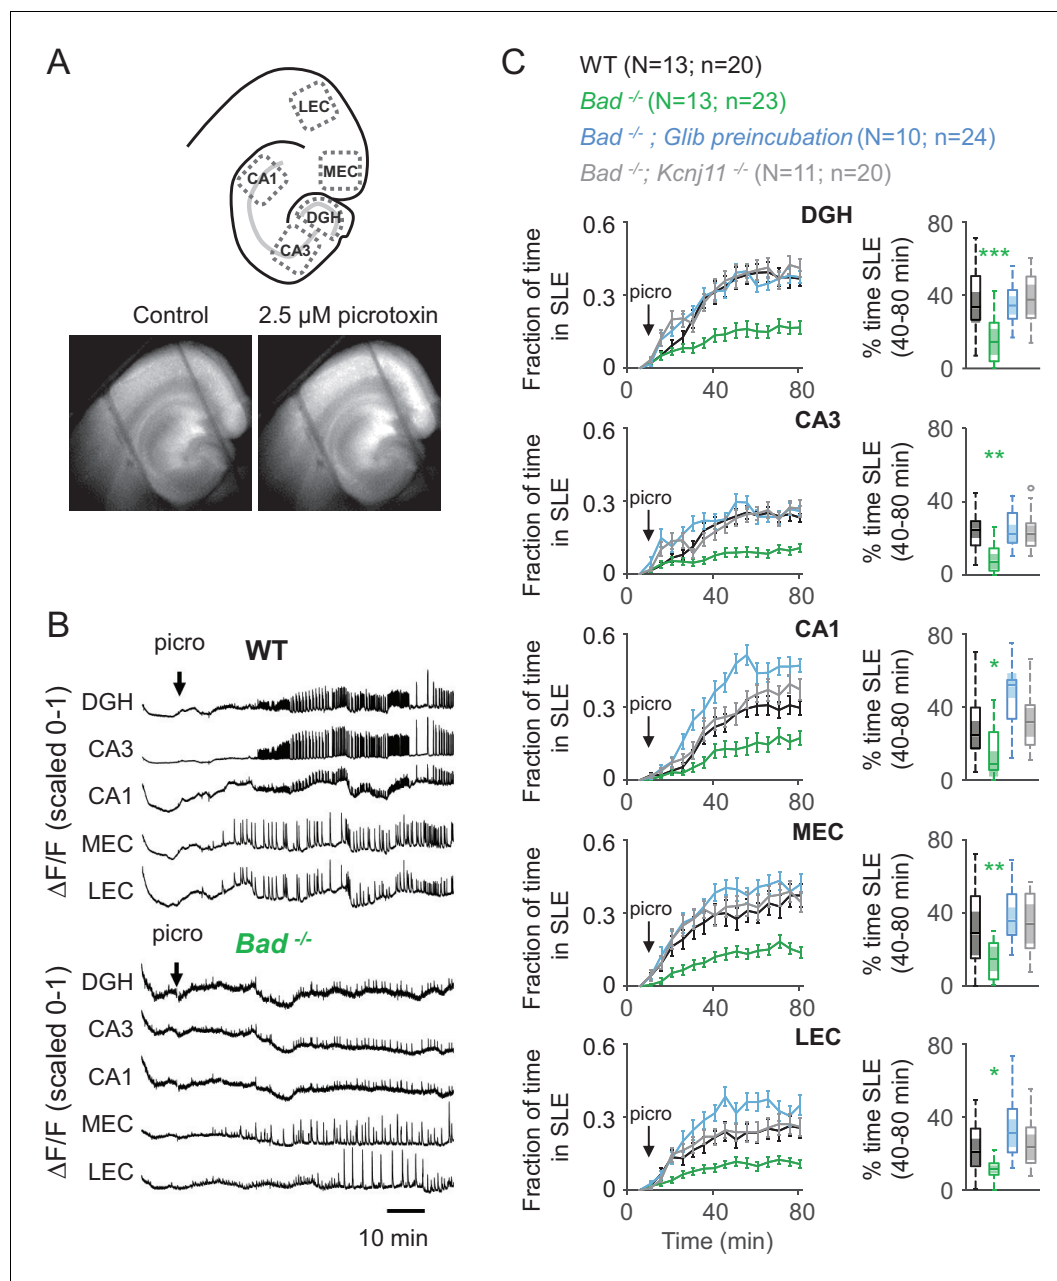 A
LEC
MEC
CA1
DGH
CA3
Control
2.5 µM picrotoxin
B
picro
WT
DGH
CA3
CA1
MEC
LEC
ΔF/F (scaled 0-1)
picro
Bad -/-
DGH
CA3
CA1
MEC
LEC
ΔF/F (scaled 0-1)
10 min
C
WT (N=13; n=20)
Bad -/- (N=13; n=23)
Bad -/- ; Glib preincubation (N=10; n=24)
Bad -/-; Kcnj11 -/- (N=11; n=20)
DGH
Fraction of time
in SLE
0.6
0.3
0
picro
0 40 80
% time SLE
(40-80 min)
80
40
0
***
CA3
Fraction of time
in SLE
0.6
0.3
0
picro
0 40 80
% time SLE
(40-80 min)
80
40
0
**
CA1
Fraction of time
in SLE
0.6
0.3
0
picro
0 40 80
% time SLE
(40-80 min)
80
40
0
*
MEC
Fraction of time
in SLE
0.6
0.3
0
picro
0 40 80
% time SLE
(40-80 min)
80
40
0
**
LEC
Fraction of time
in SLE
0.6
0.3
0
picro
0 40 80
Time (min)
% time SLE
(40-80 min)
80
40
0
*